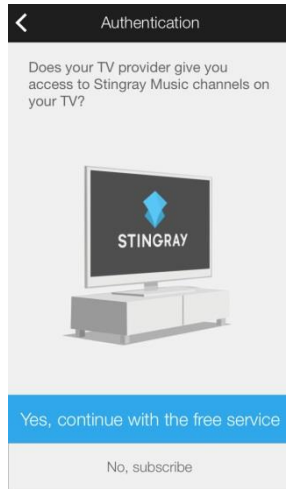 Authentication
Does your TV provider give you
access to Stingray Music channels on
your TV?
STINGRAY
Yes, continue with the free service
No, subscribe